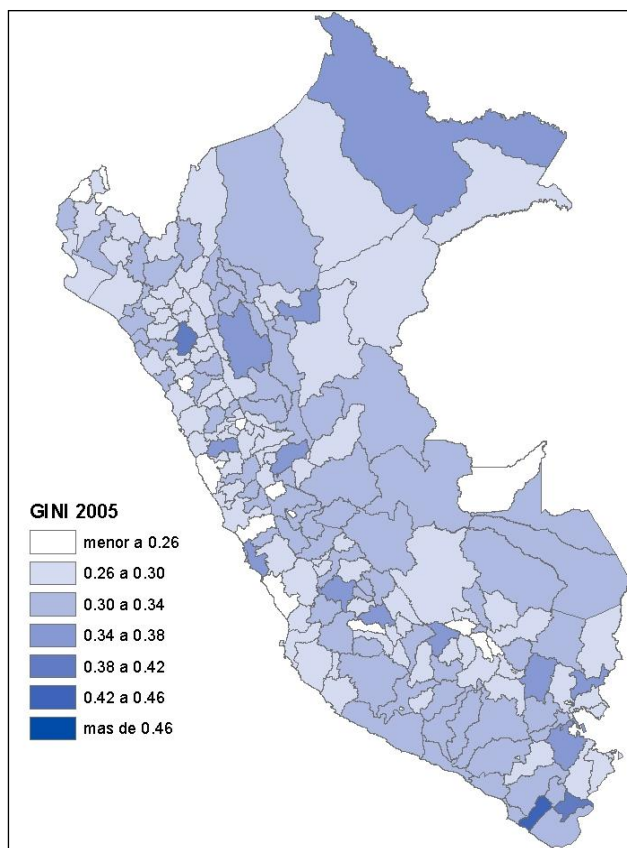 GINI 2005
menor a 0.26
0.26 a 0.30
0.30 a 0.34
0.34 a 0.38
0.38 a 0.42
0.42 a 0.46
mas de 0.46